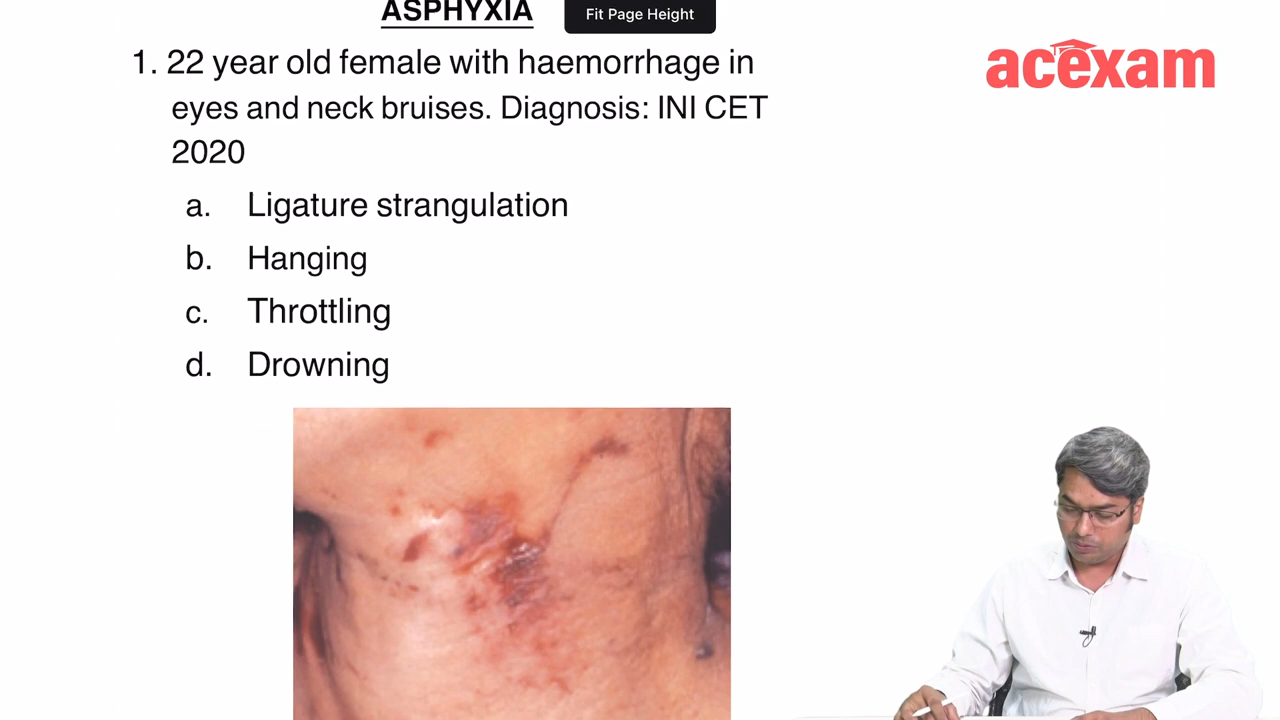 ASPHYXIA
Fit Page Height
acexam
1. 22 year old female with haemorrhage in
eyes and neck bruises. Diagnosis: INI CET
2020
a. Ligature strangulation
b. Hanging
c. Throttling
d. Drowning